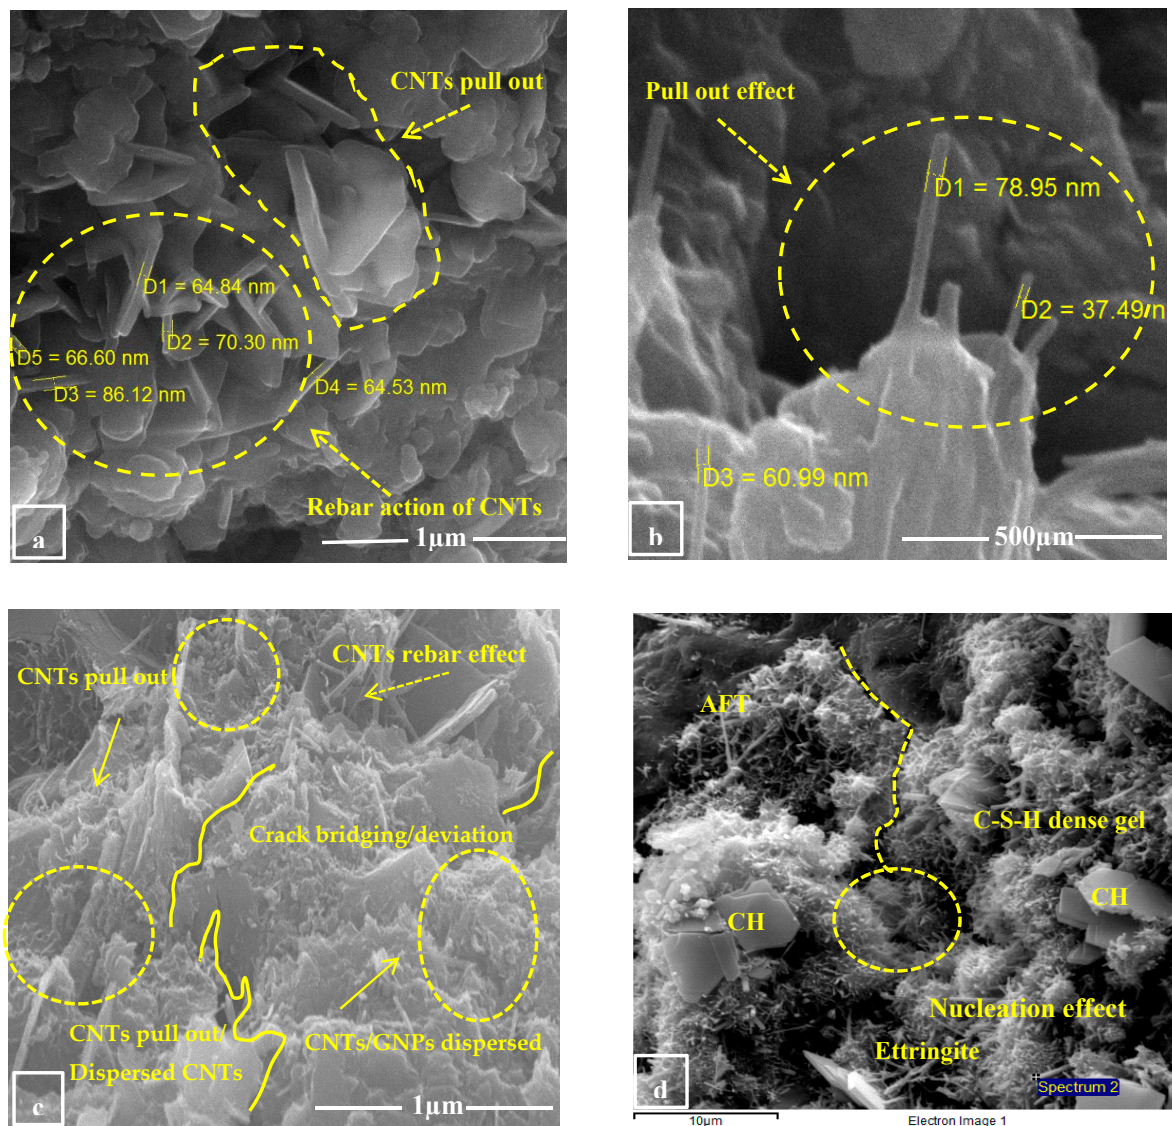 CNTs pull out
D1 = 64.84 nm
D2 = 70.30 nm
D5 = 66.60 nm
D3 = 86.12 nm
D4 = 64.53 nm
Rebar action of CNTs
a
1μm
Pull out effect
D1 = 78.95 nm
D2 = 37.49 n
D3 = 60.99 nm
b
500μm
CNTs rebar effect
CNTs pull out
Crack bridging/deviation
CNTs pull out/
Dispersed CNTs
CNTs/GNPs dispersed
c
1μm
AFT
C-S-H dense gel
CH
CH
Nucleation effect
Ettringite
d
Spectrum 2
10μm
Electron Image 1